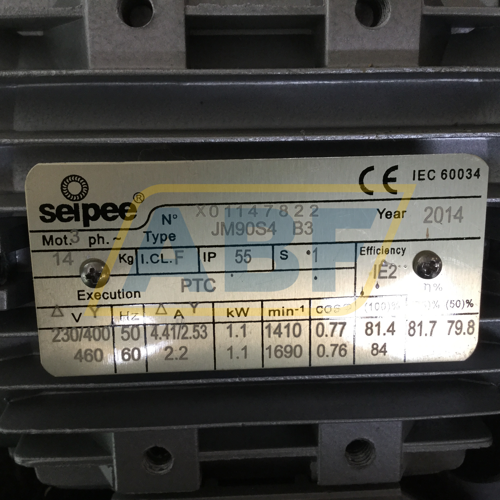 seipee® CE IEC 60034
N° X01147822 Year 2014
Mot. 3 ph. Type JM90S4 B3
14 Kg I.CL. F IP 55 S 1 Efficiency IE2
Execution PTC η%
Δ V Hz Δ A kW min-1 COS (100)% (50)%
230/400 50 4.41/2.53 1.1 1410 0.77 81.4 81.7 79.8
460 60 2.2 1.1 1690 0.76 84
ABF